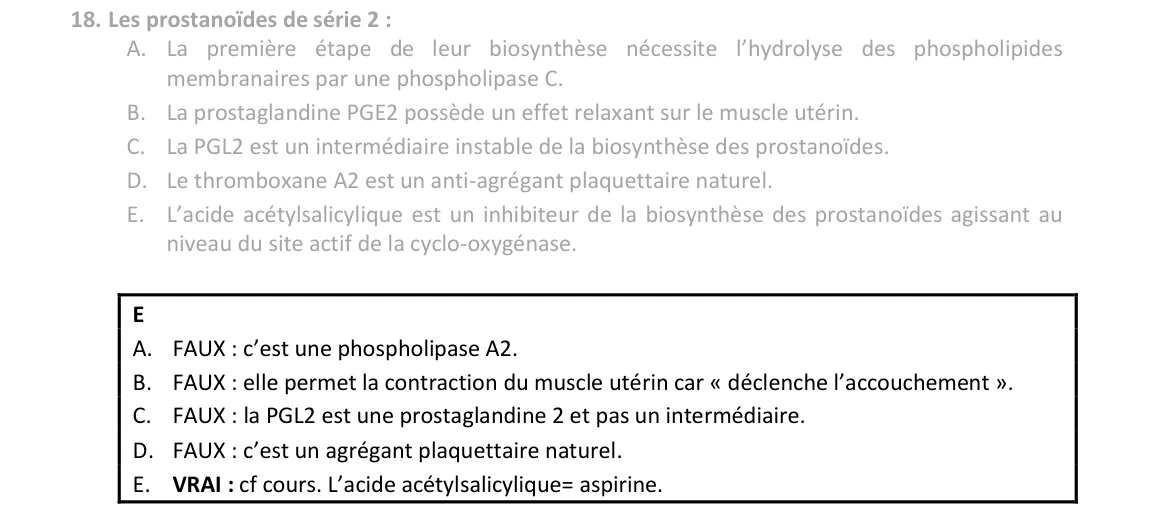 18. Les prostanoïdes de série 2 :
A. La première étape de leur biosynthèse nécessite l’hydrolyse des phospholipides
membranaires par une phospholipase C.
B. La prostaglandine PGE2 possède un effet relaxant sur le muscle utérin.
C. La PGL2 est un intermédiaire instable de la biosynthèse des prostanoïdes.
D. Le thromboxane A2 est un anti-agrégant plaquettaire naturel.
E. L’acide acétylsalicylique est un inhibiteur de la biosynthèse des prostanoïdes agissant au
niveau du site actif de la cyclo-oxygénase.
E
A. FAUX : c’est une phospholipase A2.
B. FAUX : elle permet la contraction du muscle utérin car « déclenche l’accouchement ».
C. FAUX : la PGL2 est une prostaglandine 2 et pas un intermédiaire.
D. FAUX : c’est un agrégant plaquettaire naturel.
E. VRAI : cf cours. L’acide acétylsalicylique= aspirine.